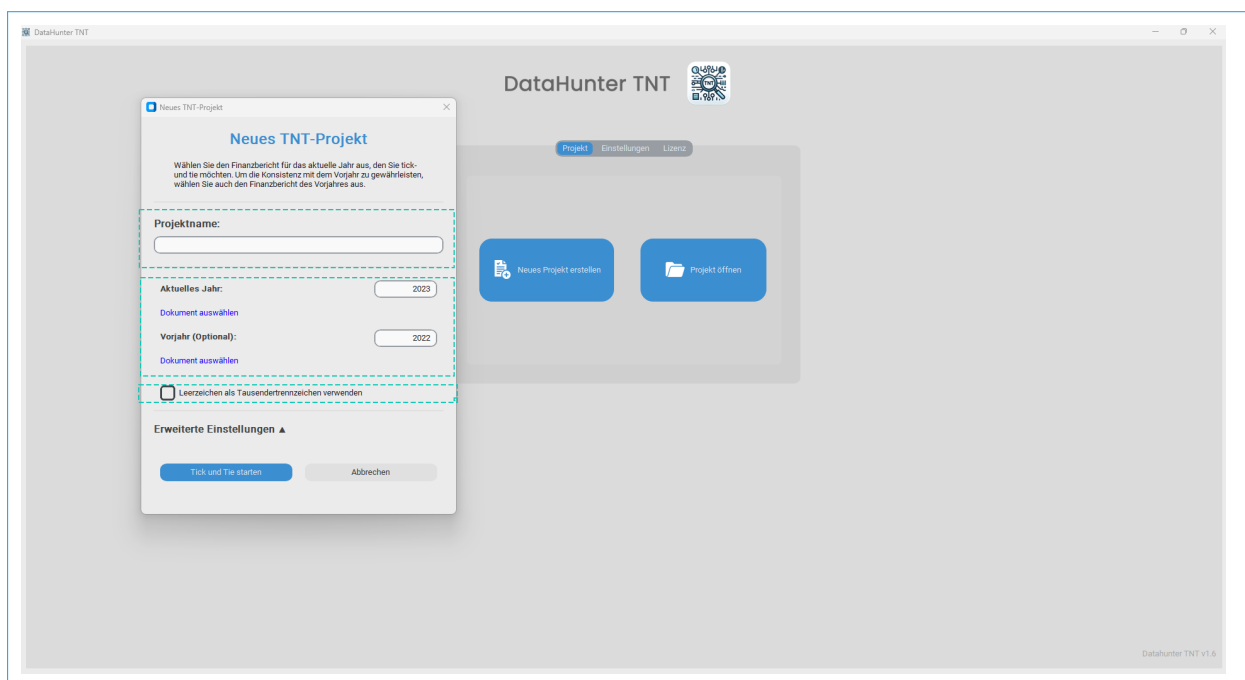 DataHunter TNT
DataHunter TNT
TNT
Neues TNT-Projekt
Neues TNT-Projekt
Wählen Sie den Finanzbericht für das aktuelle Jahr aus, den Sie tick-
und tie möchten. Um die Konsistenz mit dem Vorjahr zu gewährleisten,
wählen Sie auch den Finanzbericht des Vorjahres aus.
Projektname:
Aktuelles Jahr: 2023
Dokument auswählen
Vorjahr (Optional): 2022
Dokument auswählen
Leerzeichen als Tausendertrennzeichen verwenden
Erweiterte Einstellungen ▲
Tick und Tie starten Abbrechen
Projekt Einstellungen Lizenz
Neues Projekt erstellen Projekt öffnen
Datahunter TNT v1.6